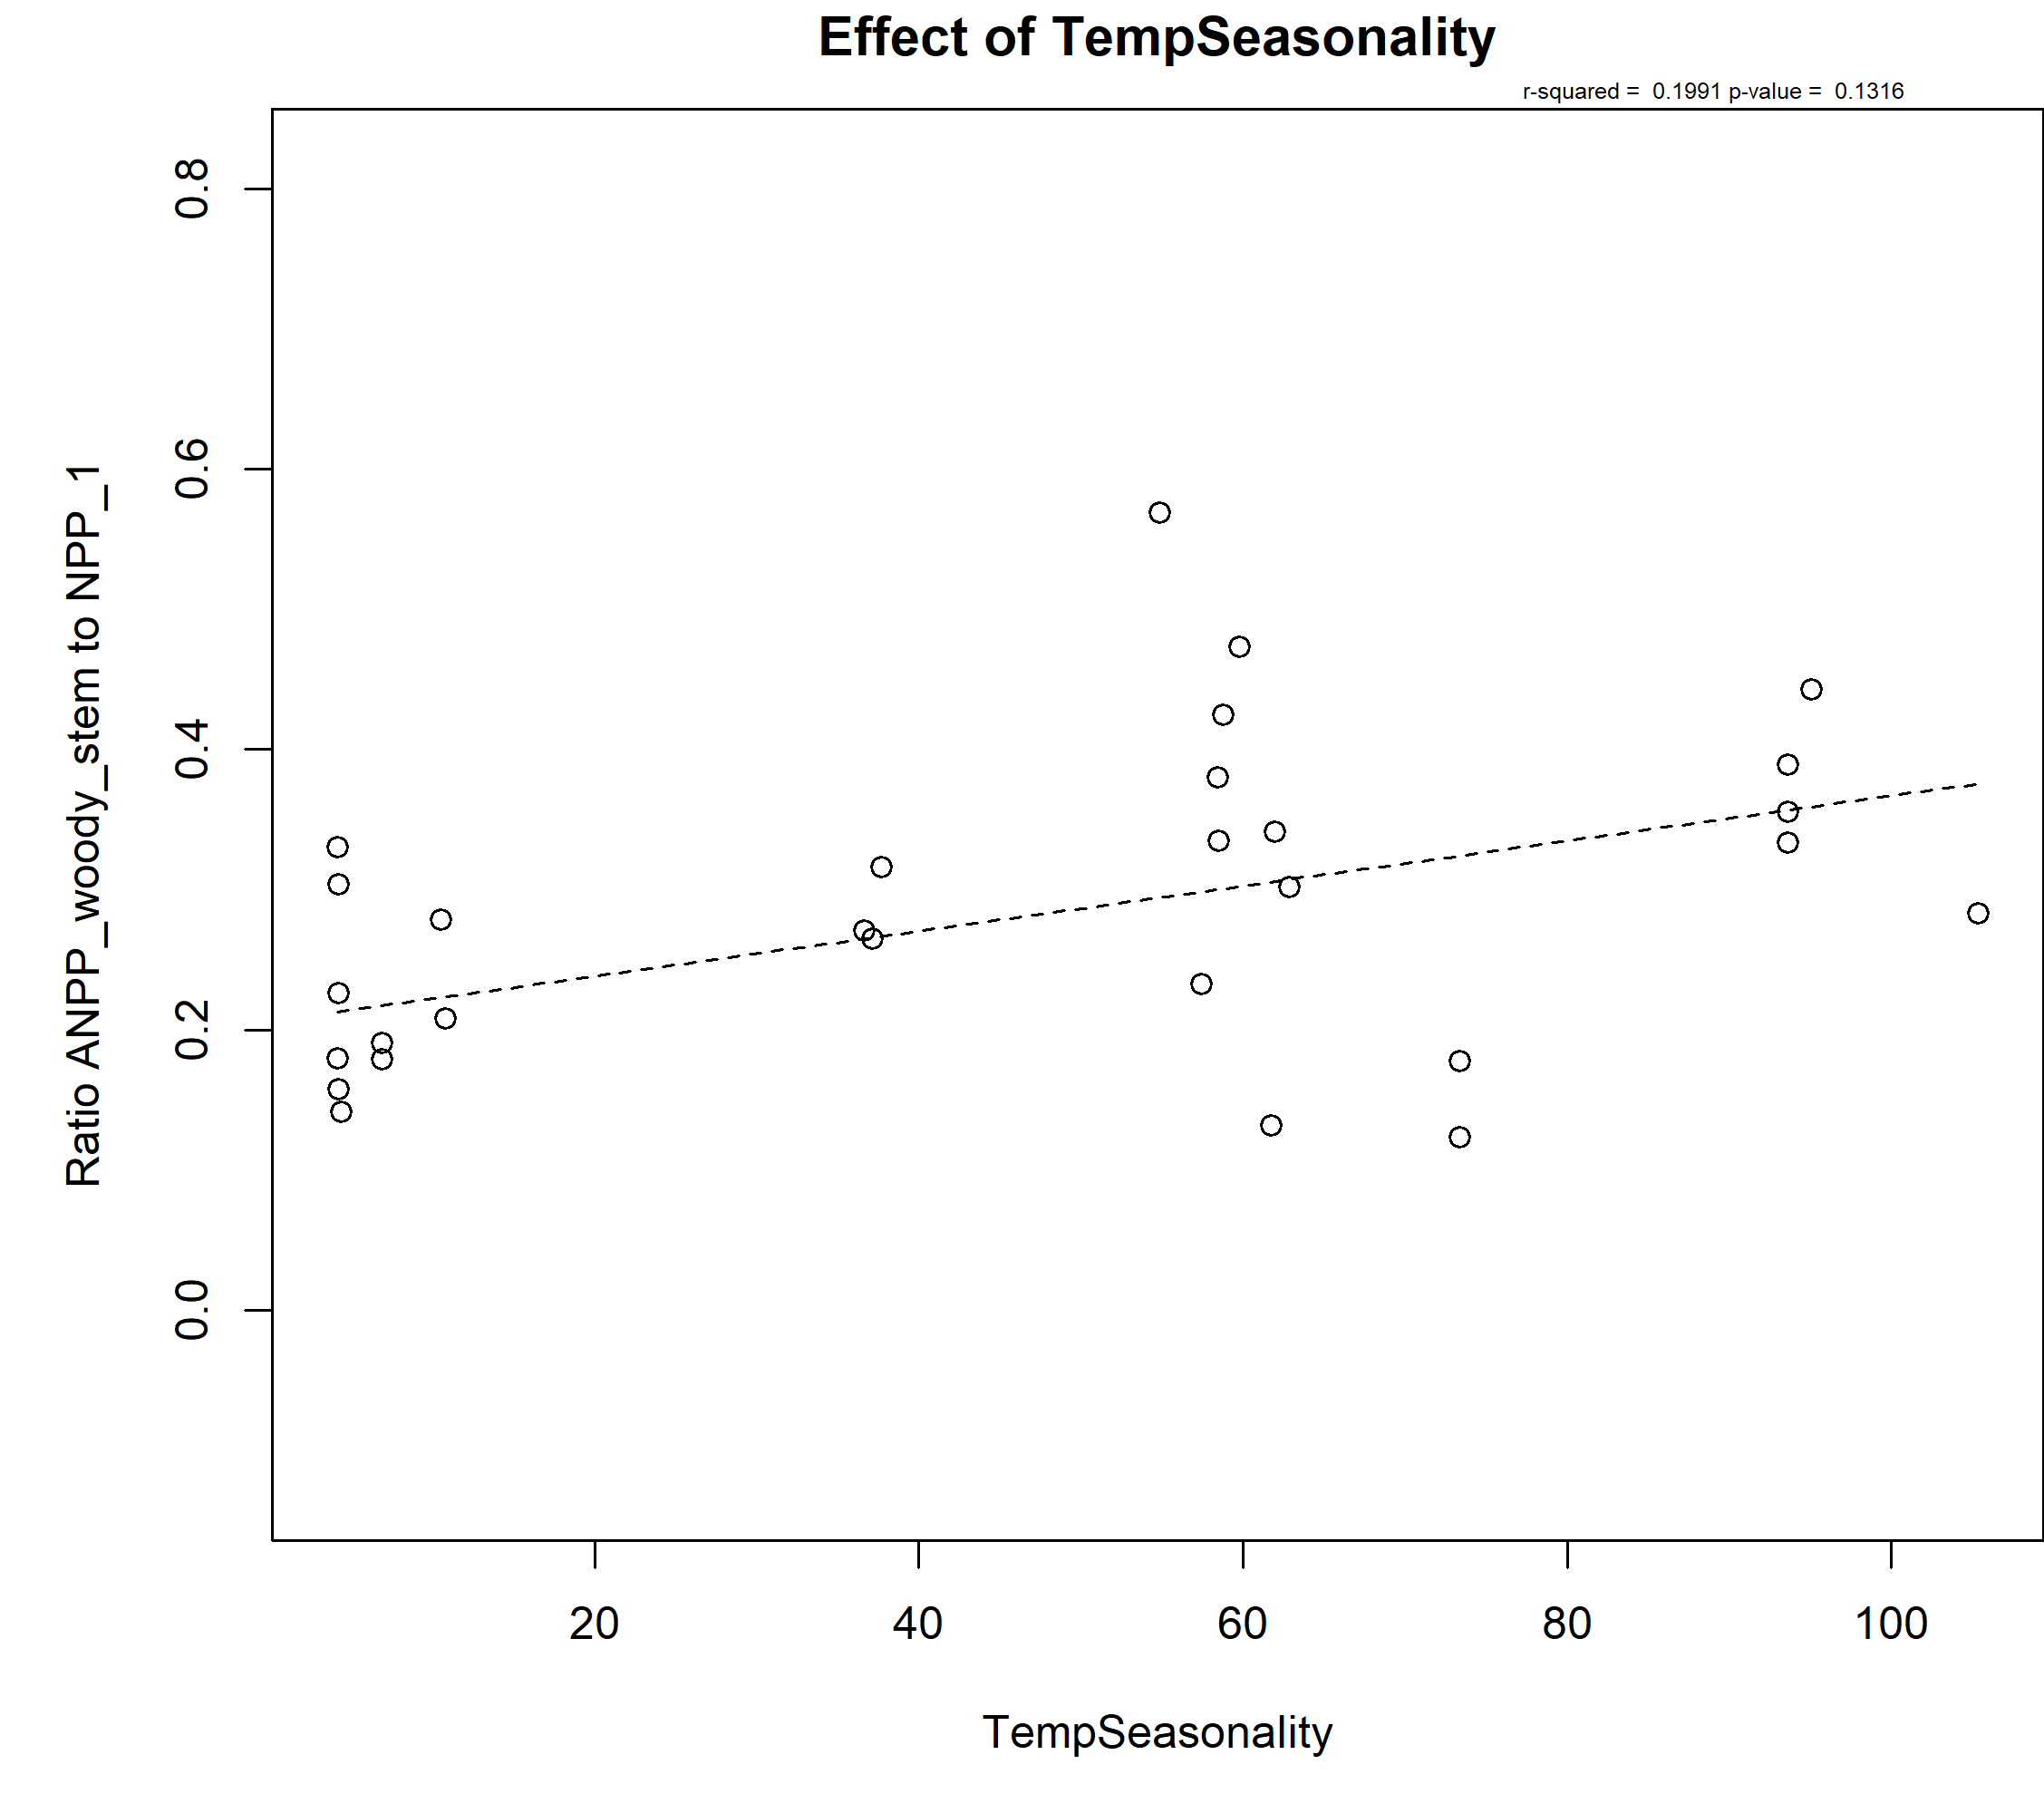 Effect of TempSeasonality
r-squared = 0.1991 p-value = 0.1316
Ratio ANPP_woody_stem to NPP_1
0.8
0.6
0.4
0.2
0.0
20 40 60 80 100
TempSeasonality